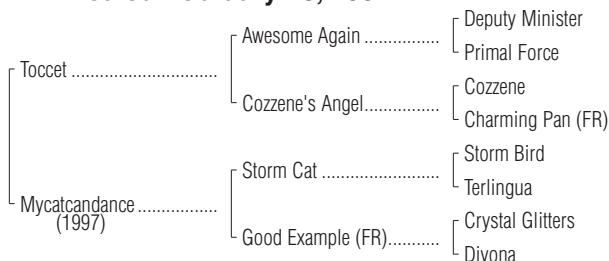 Deputy Minister
Awesome Again ..................
Primal Force
Toccet ..................................
Cozzene
Cozzene's Angel..................
Charming Pan (FR)
Storm Bird
Storm Cat ............................
Terlingua
Mycatcandance ..................
(1997)
Crystal Glitters
Good Example (FR)............
Divona